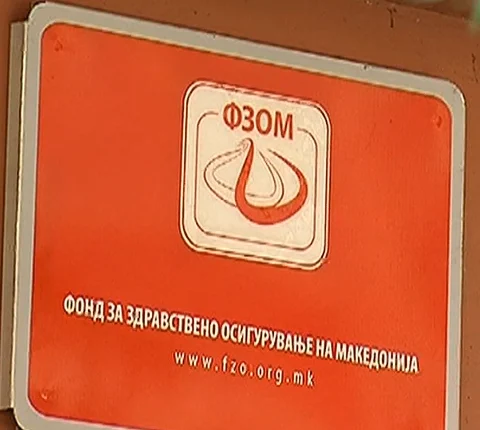 ФЗОМ
ФОНД ЗА ЗДРАВСТВЕНО ОСИГУРУВАЊЕ НА МАКЕДОНИЈА
www.fzo.org.mk